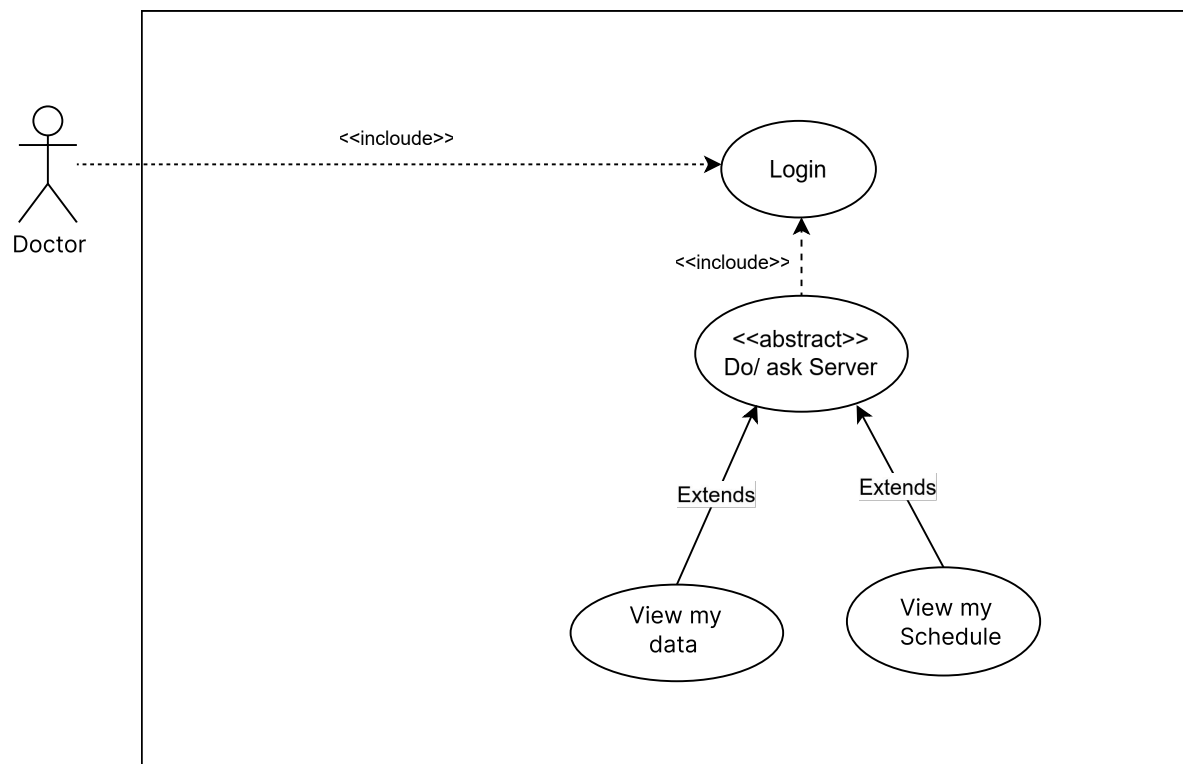 <<incloude>>
Login
Doctor
<<incloude>>
<<abstract>>
Do/ ask Server
Extends
Extends
View my
data
View my
Schedule